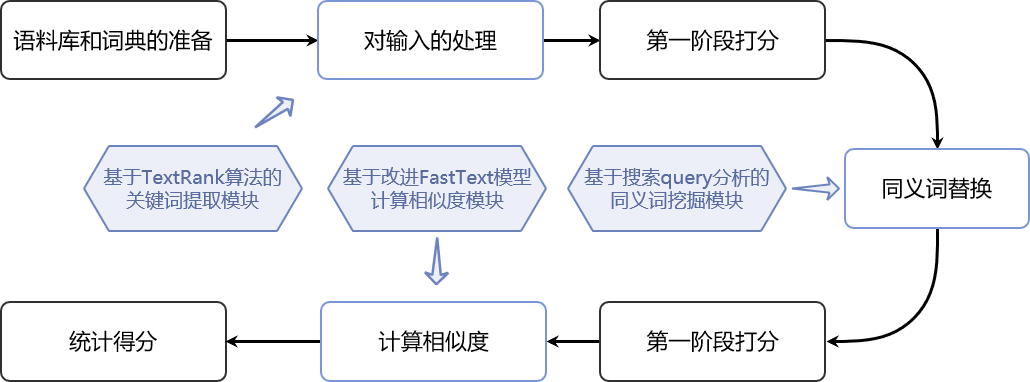 语料库和词典的准备
对输入的处理
第一阶段打分
基于TextRank算法的
关键词提取模块
基于改进FastText模型
计算相似度模块
基于搜索query分析的
同义词挖掘模块
同义词替换
统计得分
计算相似度
第一阶段打分